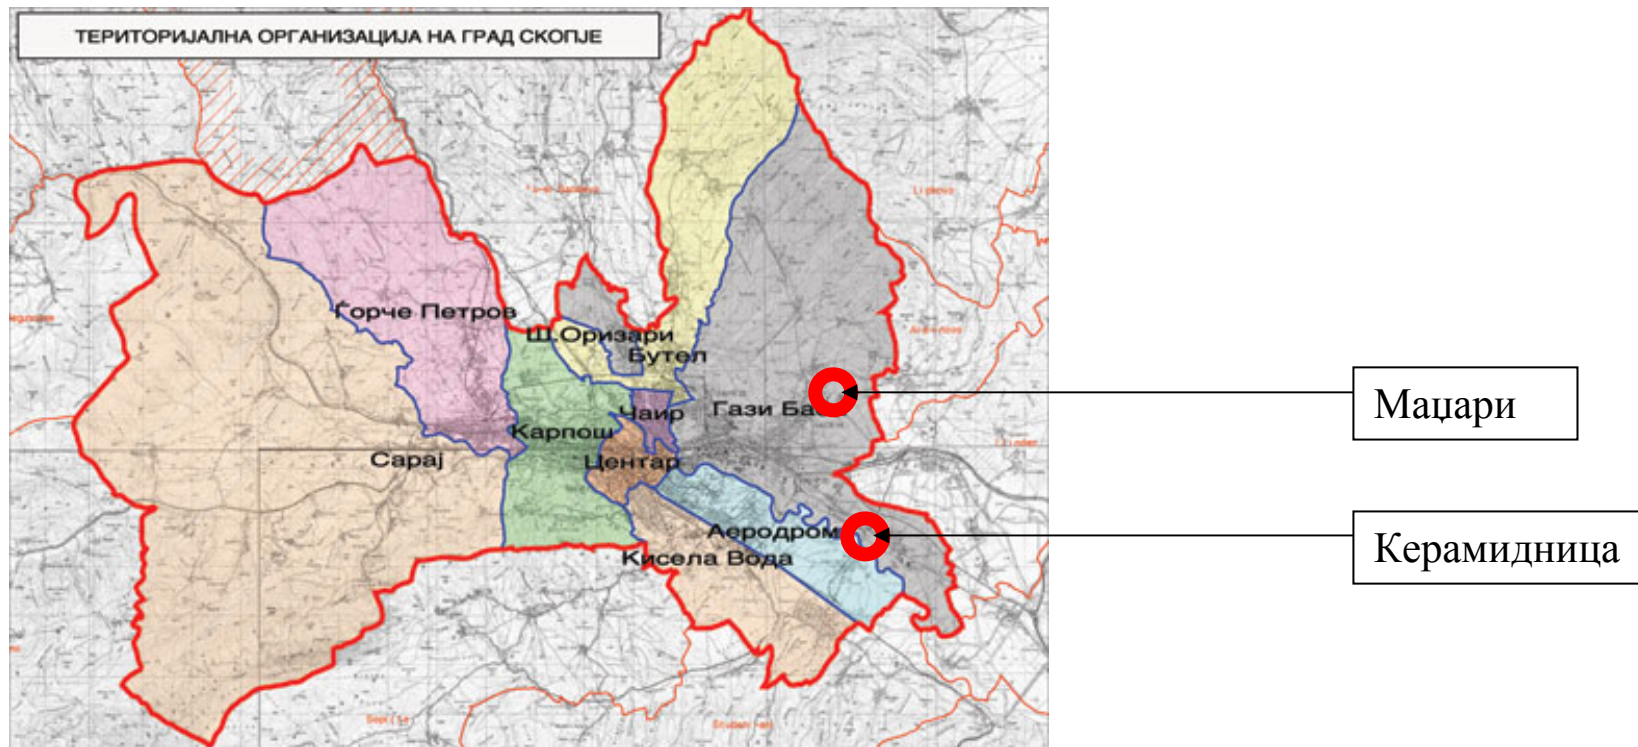 ТЕРИТОРИЈАЛНА ОРГАНИЗАЦИЈА НА ГРАД СКОПЈЕ
Ѓорче Петров
Ш.Оризари
Бутел
Чаир
Гази Ба
Карпош
Сарај
Центар
Аеродром
Кисела Вода
Маџари
Керамидница